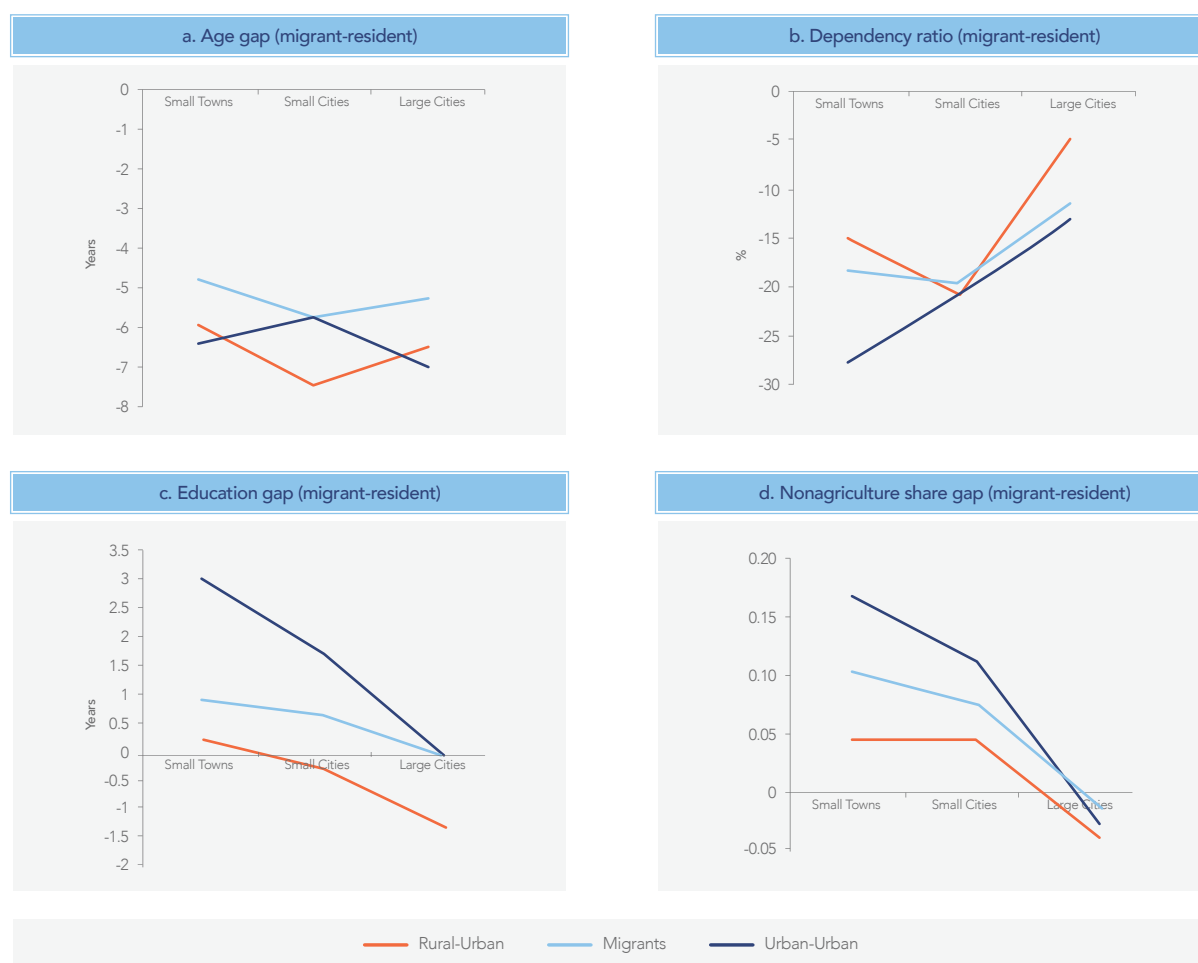 a. Age gap (migrant-resident)
0
-1
-2
-3
-4
-5
-6
-7
-8
Years
Small Towns
Small Cities
Large Cities
b. Dependency ratio (migrant-resident)
0
-5
-10
-15
-20
-25
-30
%
Small Towns
Small Cities
Large Cities
c. Education gap (migrant-resident)
3.5
3
2.5
2
1.5
1
0.5
0
-0.5
-1
-1.5
-2
Years
Small Towns
Small Cities
Large Cities
d. Nonagriculture share gap (migrant-resident)
0.20
0.15
0.10
0.05
0
-0.05
Small Towns
Small Cities
Large Cities
Rural-Urban
Migrants
Urban-Urban